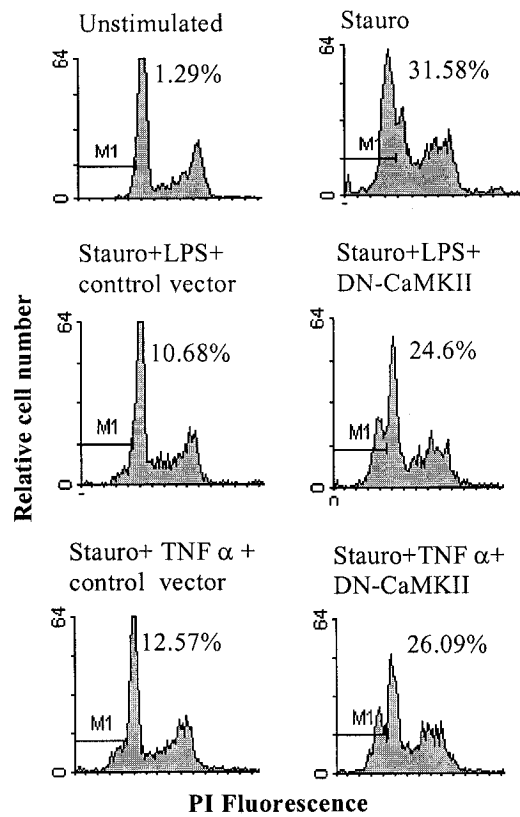 Unstimulated
64
1.29%
M1
0
Stauro
64
31.58%
M1
0
Stauro+LPS+
conttrol vector
64
10.68%
M1
0
Stauro+LPS+
DN-CaMKII
64
24.6%
M1
0
Stauro+ TNF α +
control vector
64
12.57%
M1
0
Stauro+TNF α+
DN-CaMKII
64
26.09%
M1
0
Relative cell number
PI Fluorescence